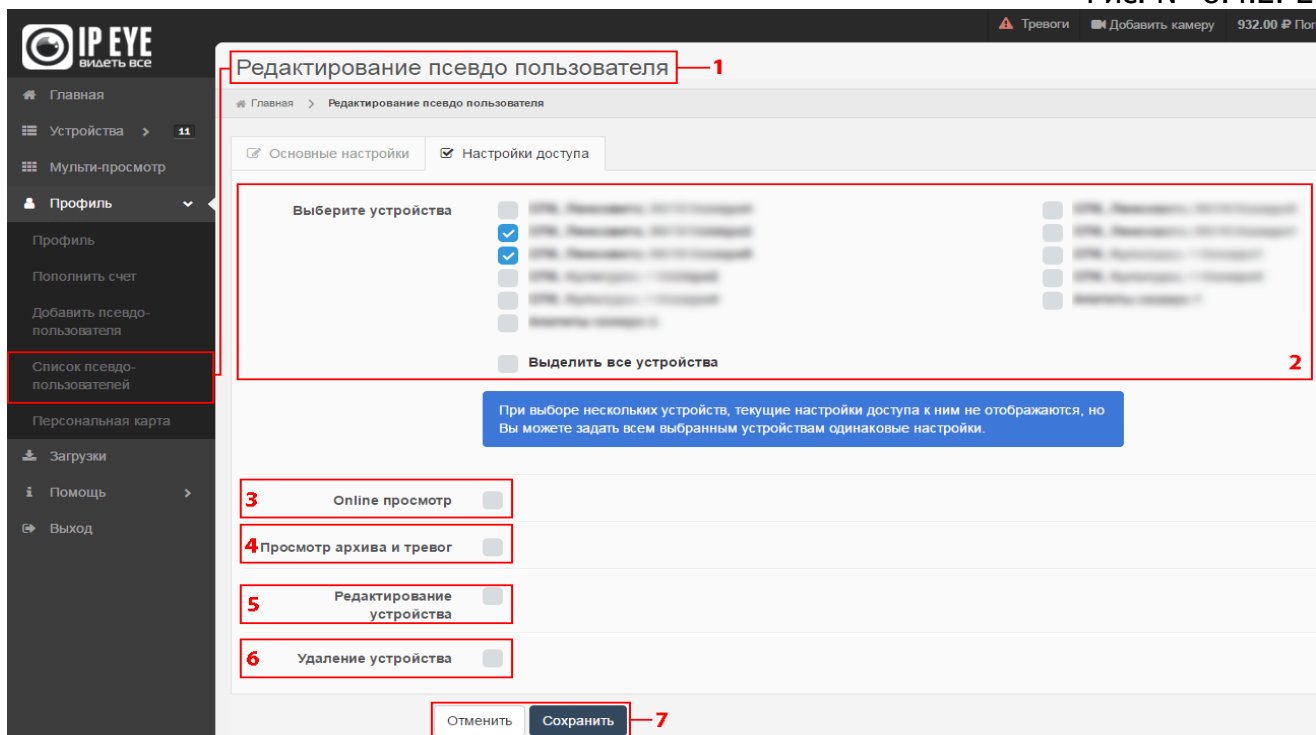 IP EYE
ВИДЕТЬ ВСЕ
Тревоги
Добавить камеру
932.00 ₽
Редактирование псевдо пользователя
1
Главная > Редактирование псевдо пользователя
Главная
Устройства > 11
Мульти-просмотр
Профиль
Профиль
Пополнить счет
Добавить псевдо-
пользователя
Список псевдо-
пользователей
Персональная карта
Загрузки
Помощь >
Выход
Основные настройки
Настройки доступа
Выберите устройства
Выделить все устройства
2
При выборе нескольких устройств, текущие настройки доступа к ним не отображаются, но
Вы можете задать всем выбранным устройствам одинаковые настройки.
3 Online просмотр
4 Просмотр архива и тревог
5 Редактирование
устройства
6 Удаление устройства
Отменить
Сохранить
7